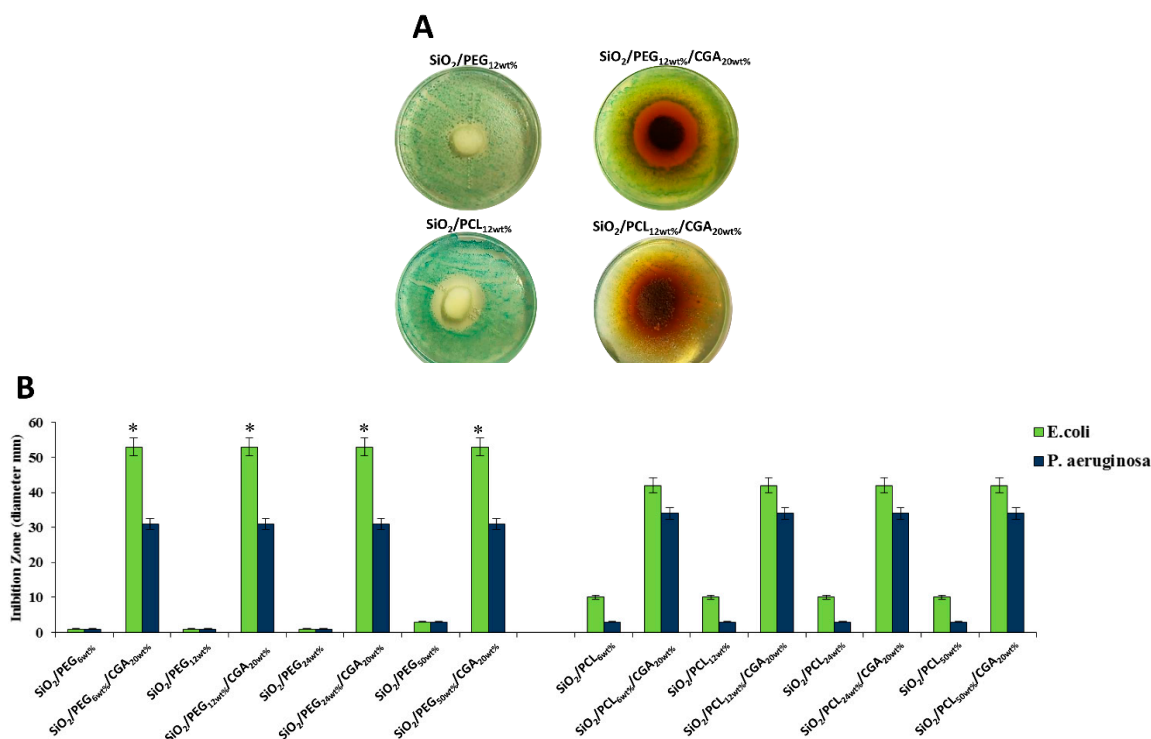 A
SiO2/PEG12wt%
SiO2/PEG12wt%/CGA20wt%
SiO2/PCL12wt%
SiO2/PCL12wt%/CGA20wt%
B
Inibition Zone (diameter mm)
60
50
40
30
20
10
0
*
*
*
*
E.coli
P. aeruginosa
SiO2/PEG6wt%
SiO2/PEG6wt%/CGA20wt%
SiO2/PEG12wt%
SiO2/PEG12wt%/CGA20wt%
SiO2/PEG24wt%
SiO2/PEG24wt%/CGA20wt%
SiO2/PEG50wt%
SiO2/PEG50wt%/CGA20wt%
SiO2/PCL6wt%
SiO2/PCL6wt%/CGA20wt%
SiO2/PCL12wt%
SiO2/PCL12wt%/CGA20wt%
SiO2/PCL24wt%
SiO2/PCL24wt%/CGA20wt%
SiO2/PCL50wt%
SiO2/PCL50wt%/CGA20wt%